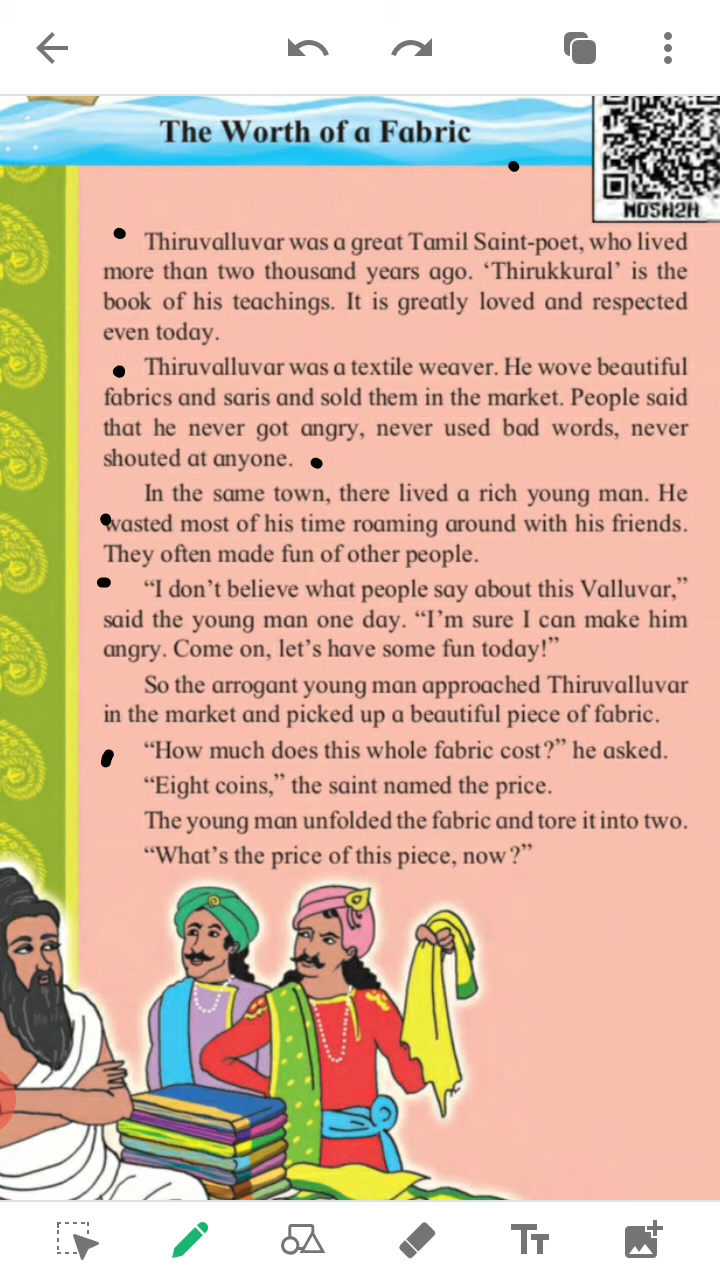 The Worth of a Fabric
MOSH2H
Thiruvalluvar was a great Tamil Saint-poet, who lived
more than two thousand years ago. ‘Thirukkural’ is the
book of his teachings. It is greatly loved and respected
even today.
Thiruvalluvar was a textile weaver. He wove beautiful
fabrics and saris and sold them in the market. People said
that he never got angry, never used bad words, never
shouted at anyone.
In the same town, there lived a rich young man. He
wasted most of his time roaming around with his friends.
They often made fun of other people.
“I don’t believe what people say about this Valluvar,”
said the young man one day. “I’m sure I can make him
angry. Come on, let’s have some fun today!”
So the arrogant young man approached Thiruvalluvar
in the market and picked up a beautiful piece of fabric.
“How much does this whole fabric cost?” he asked.
“Eight coins,” the saint named the price.
The young man unfolded the fabric and tore it into two.
“What’s the price of this piece, now?”
Tт